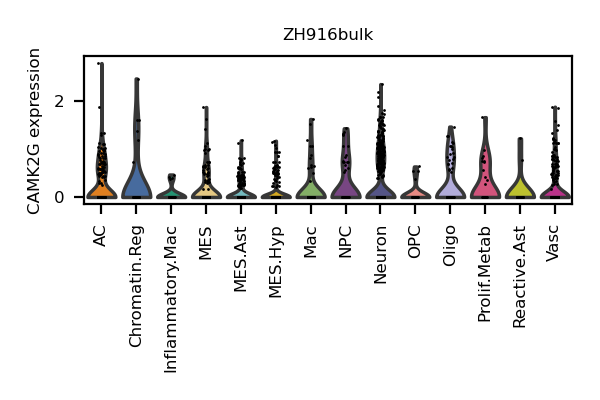 ZH916bulk
CAMK2G expression
2
0
AC
Chromatin.Reg
Inflammatory.Mac
MES
MES.Ast
MES.Hyp
Mac
NPC
Neuron
OPC
Oligo
Prolif.Metab
Reactive.Ast
Vasc